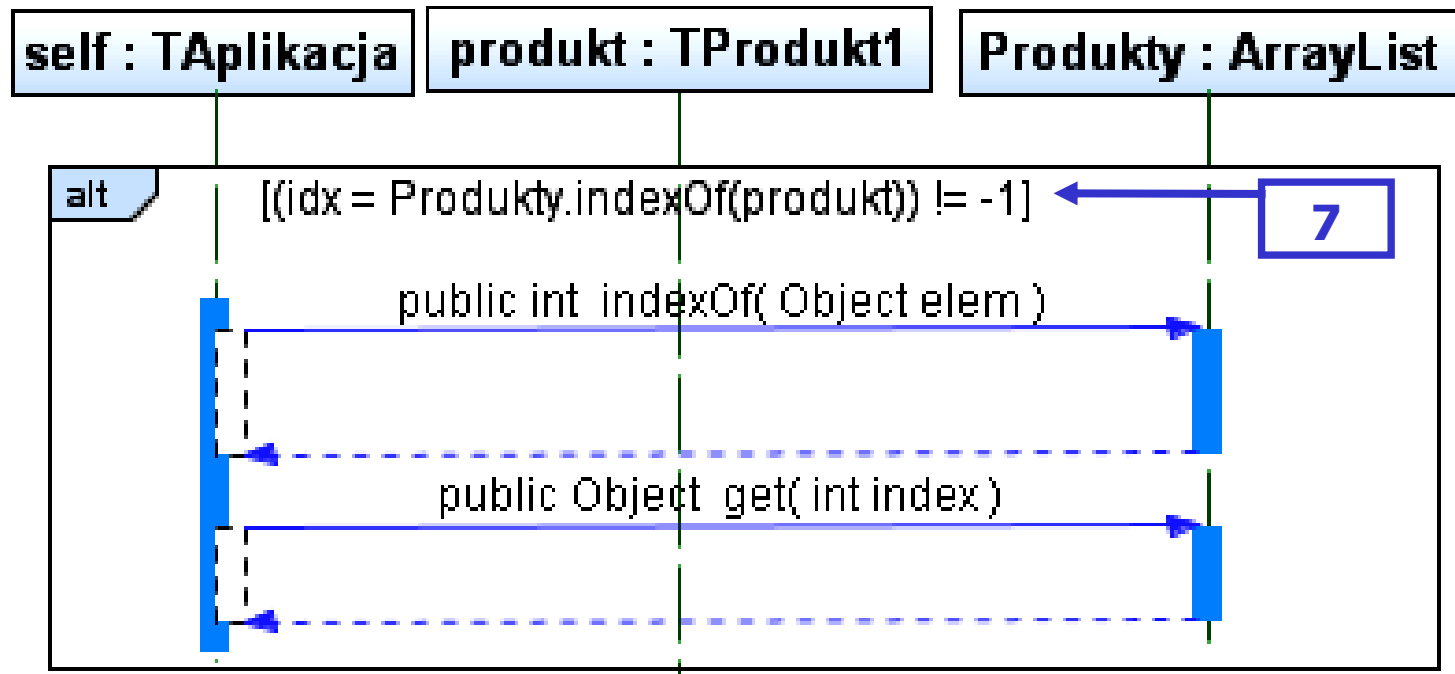 self : TAplikacja
produkt : TProdukt1
Produkty : ArrayList
alt
[(idx = Produkty.indexOf(produkt)) != -1]
7
public int indexOf( Object elem )
public Object get( int index )